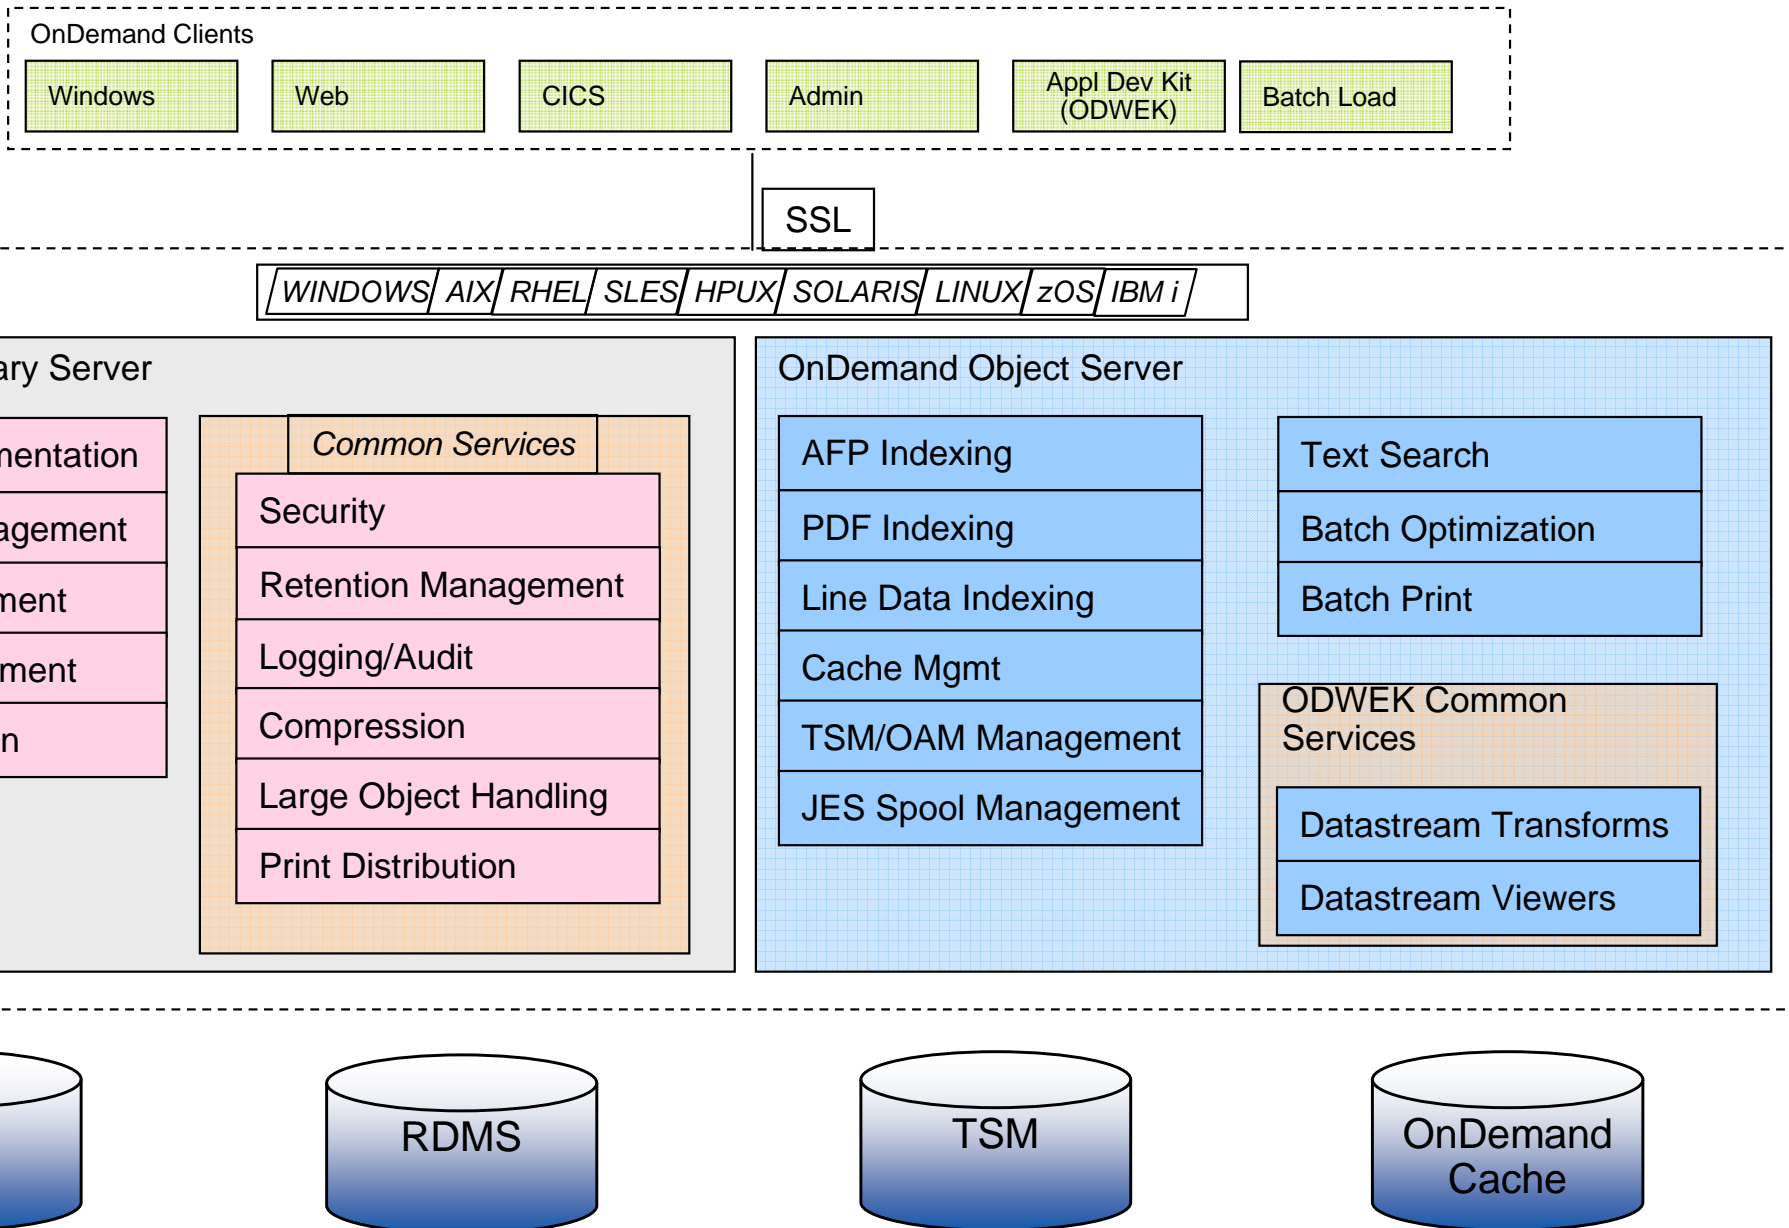 OnDemand Clients
Windows
Web
CICS
Admin
Appl Dev Kit
(ODWEK)
Batch Load
SSL
WINDOWS AIX RHEL SLES HPUX SOLARIS LINUX zOS IBM i
ary Server
mentation
agement
ment
ment
n
Common Services
Security
Retention Management
Logging/Audit
Compression
Large Object Handling
Print Distribution
OnDemand Object Server
AFP Indexing
PDF Indexing
Line Data Indexing
Cache Mgmt
TSM/OAM Management
JES Spool Management
Text Search
Batch Optimization
Batch Print
ODWEK Common
Services
Datastream Transforms
Datastream Viewers
RDMS
TSM
OnDemand
Cache